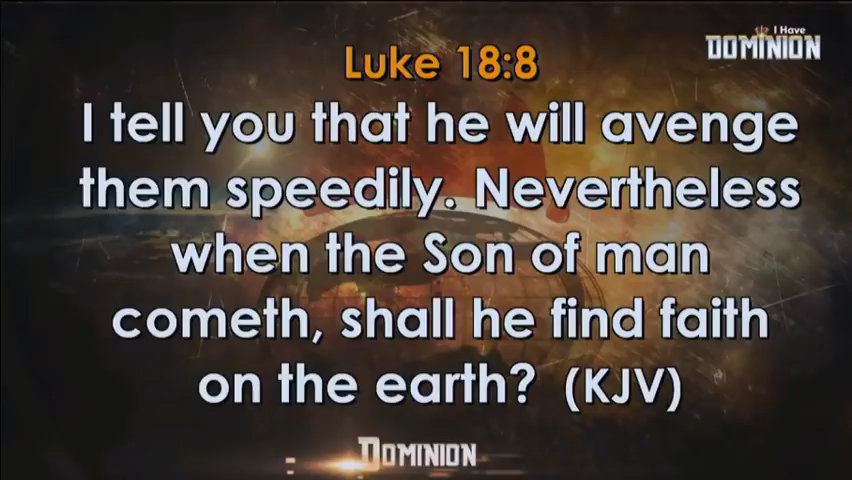 I Have
DOMINION
Luke 18:8
I tell you that he will avenge
them speedily. Nevertheless
when the Son of man
cometh, shall he find faith
on the earth? (KJV)
DOMINION